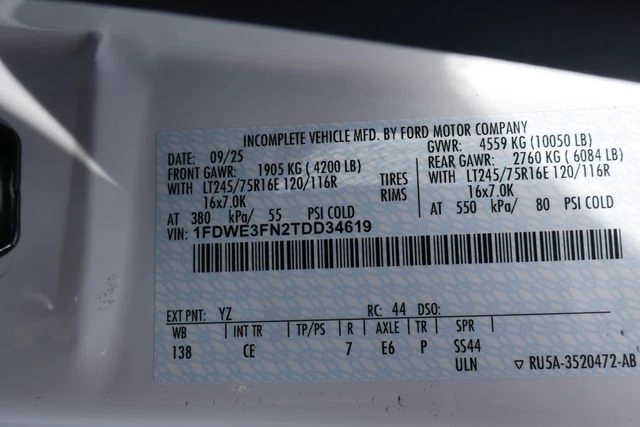 INCOMPLETE VEHICLE MFD. BY FORD MOTOR COMPANY
DATE: 09/25 GVWR: 4559 KG (10050 LB)
FRONT GAWR: 1905 KG ( 4200 LB) REAR GAWR: 2760 KG ( 6084 LB)
WITH LT245/75R16E 120/116R TIRES WITH LT245/75R16E 120/116R
16x7.0K RIMS 16x7.0K
AT 380 kPa/ 55 PSI COLD AT 550 kPa/ 80 PSI COLD
VIN: 1FDWE3FN2TDD34619
EXT PNT: YZ RC: 44 DSO:
WB INT TR TP/PS R AXLE TR SPR
138 CE 7 E6 P SS44
ULN ▽ RU5A-3520472-AB